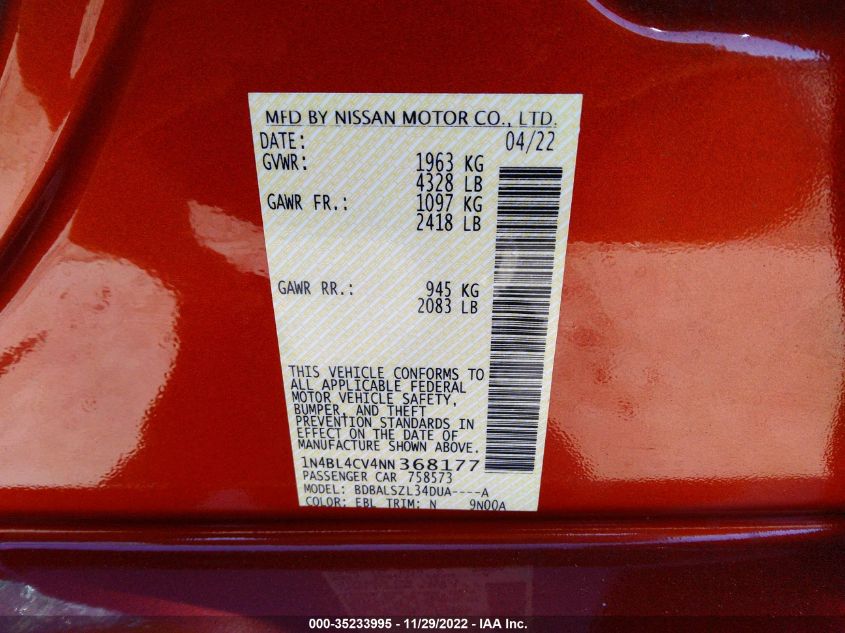 MFD BY NISSAN MOTOR CO., LTD.
DATE: 04/22
GVWR: 1963 KG
4328 LB
GAWR FR.: 1097 KG
2418 LB
GAWR RR.: 945 KG
2083 LB
THIS VEHICLE CONFORMS TO
ALL APPLICABLE FEDERAL
MOTOR VEHICLE SAFETY,
BUMPER, AND THEFT
PREVENTION STANDARDS IN
EFFECT ON THE DATE OF
MANUFACTURE SHOWN ABOVE.
1N4BL4CV4NN368177
PASSENGER CAR 758573
MODEL: BDBALSZL34DUA----A
COLOR: EBL TRIM: N 9N00A
000-35233995 - 11/29/2022 - IAA Inc.